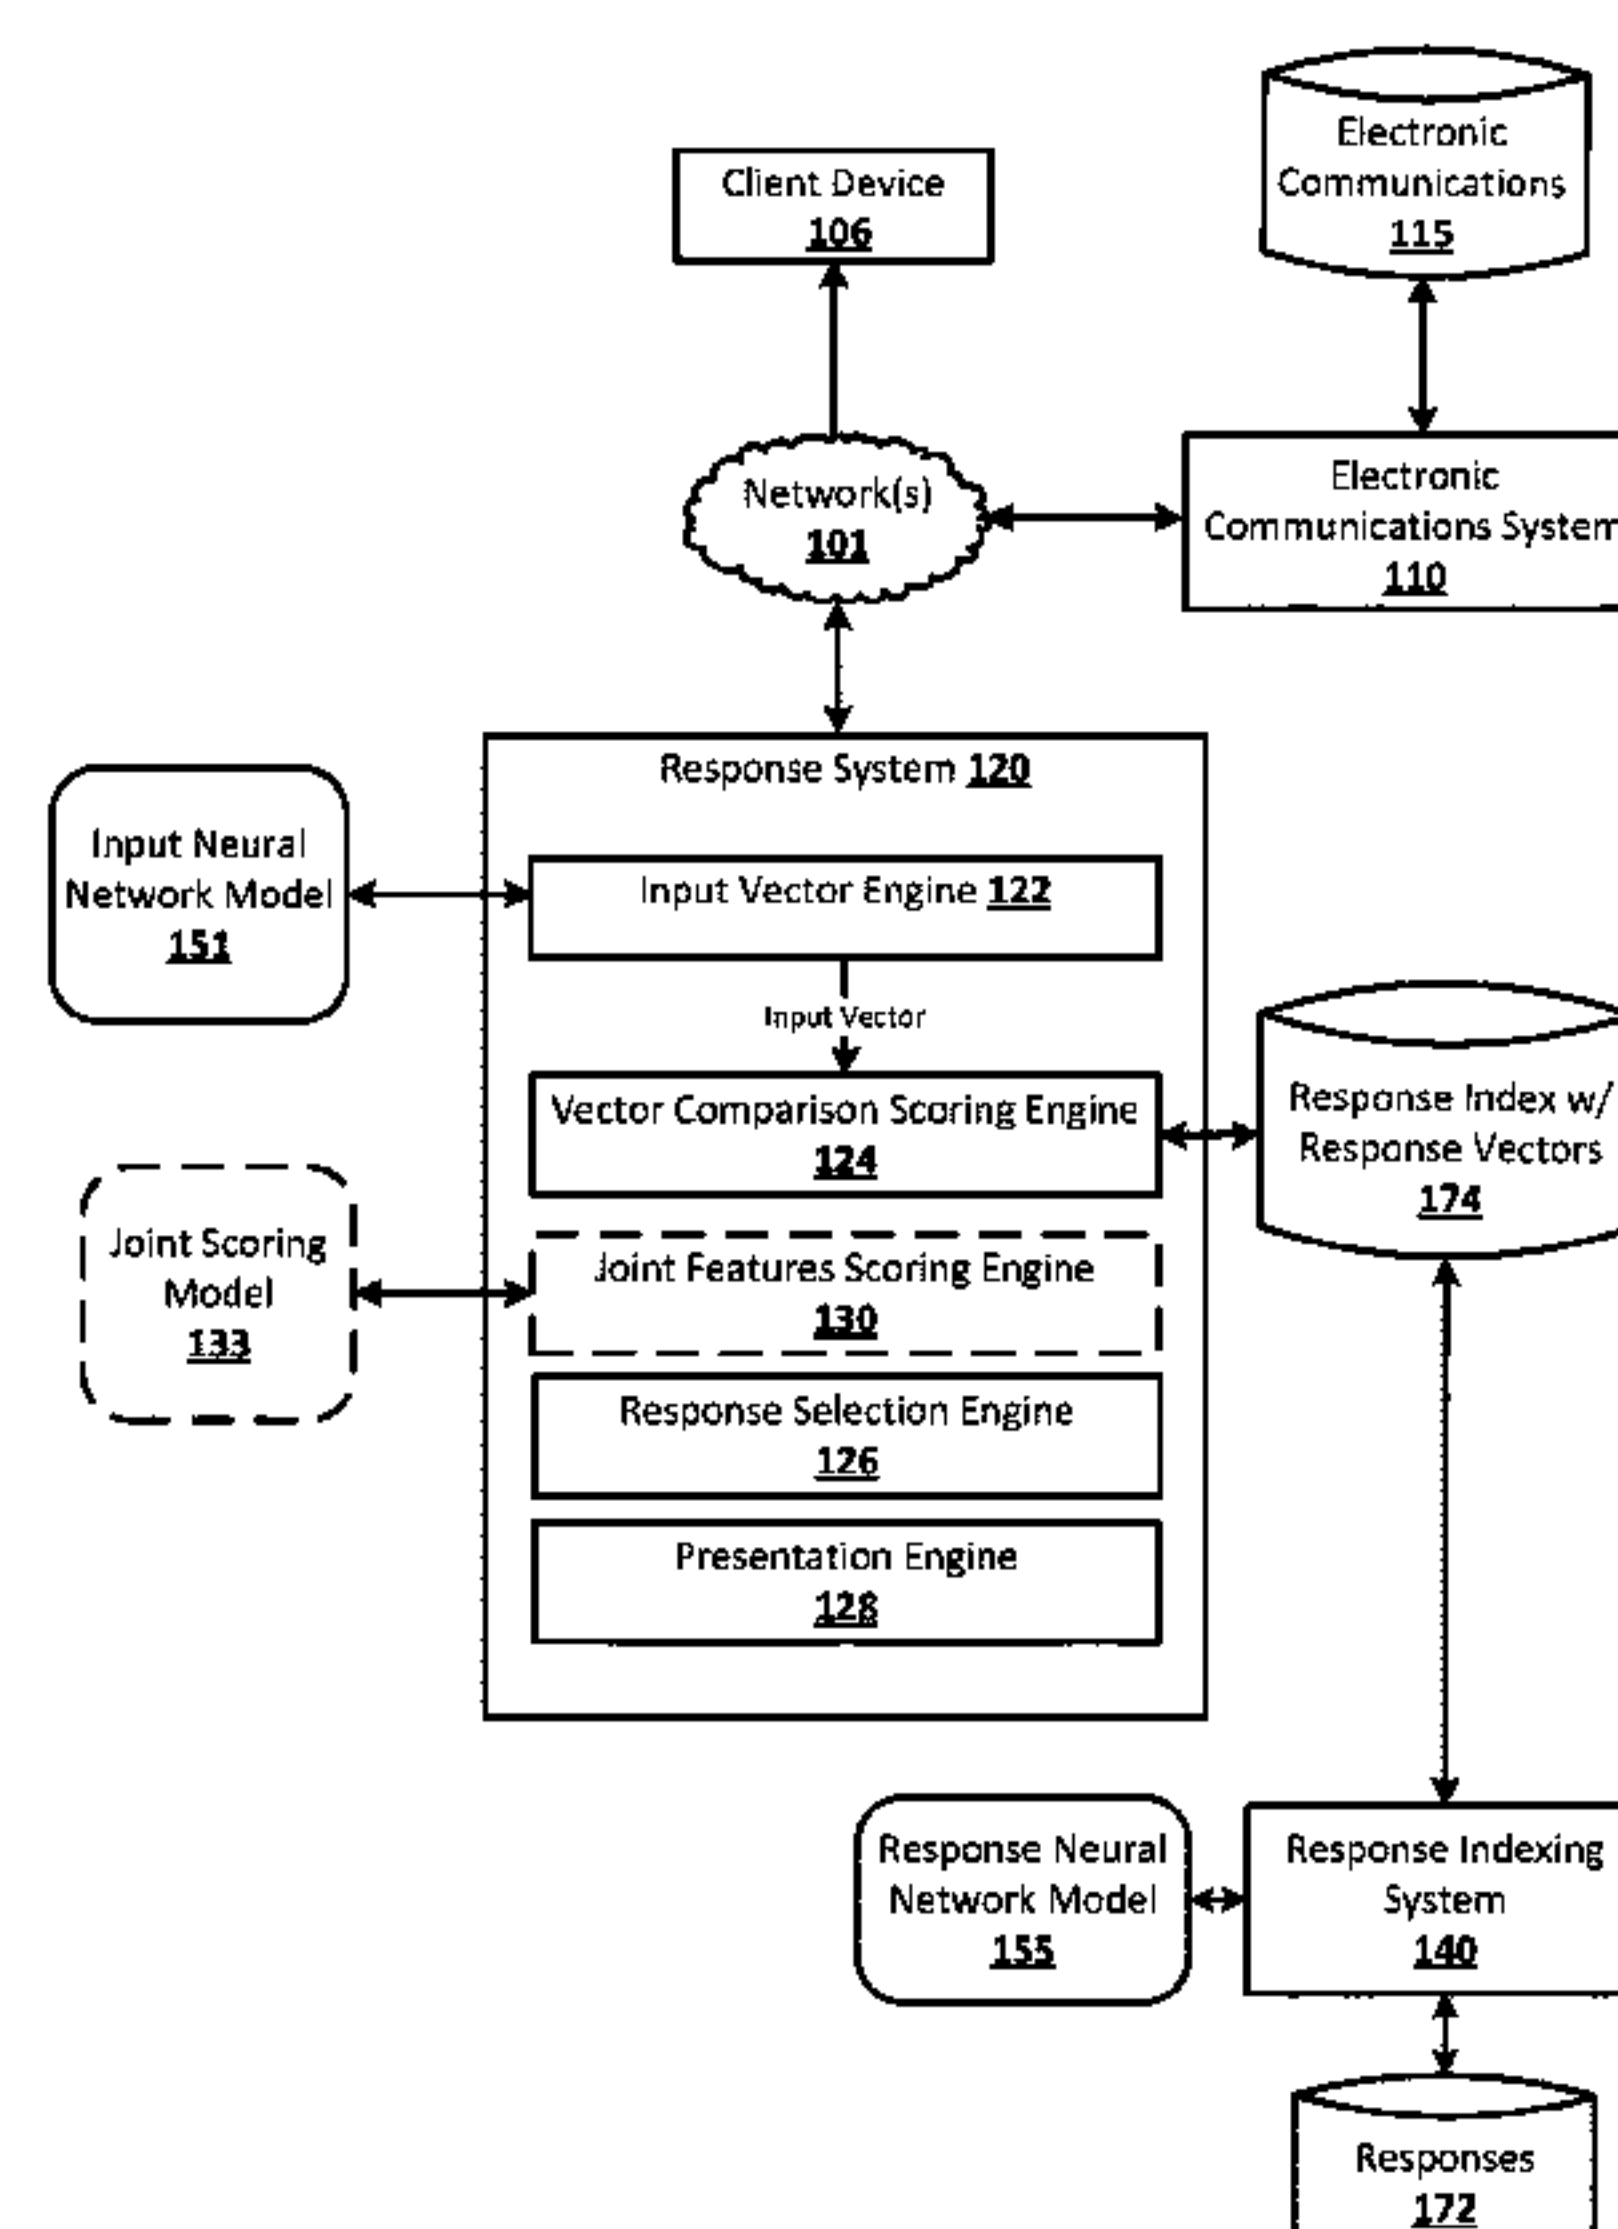 Electronic
Communications
115
Client Device
106
Network(s)
101
Electronic
Communications System
110
Response System 120
Input Neural
Network Model
151
Input Vector Engine 122
Input Vector
Vector Comparison Scoring Engine
124
Response Index w/
Response Vectors
174
Joint Scoring
Model
133
Joint Features Scoring Engine
130
Response Selection Engine
126
Presentation Engine
128
Response Neural
Network Model
155
Response Indexing
System
140
Responses
172